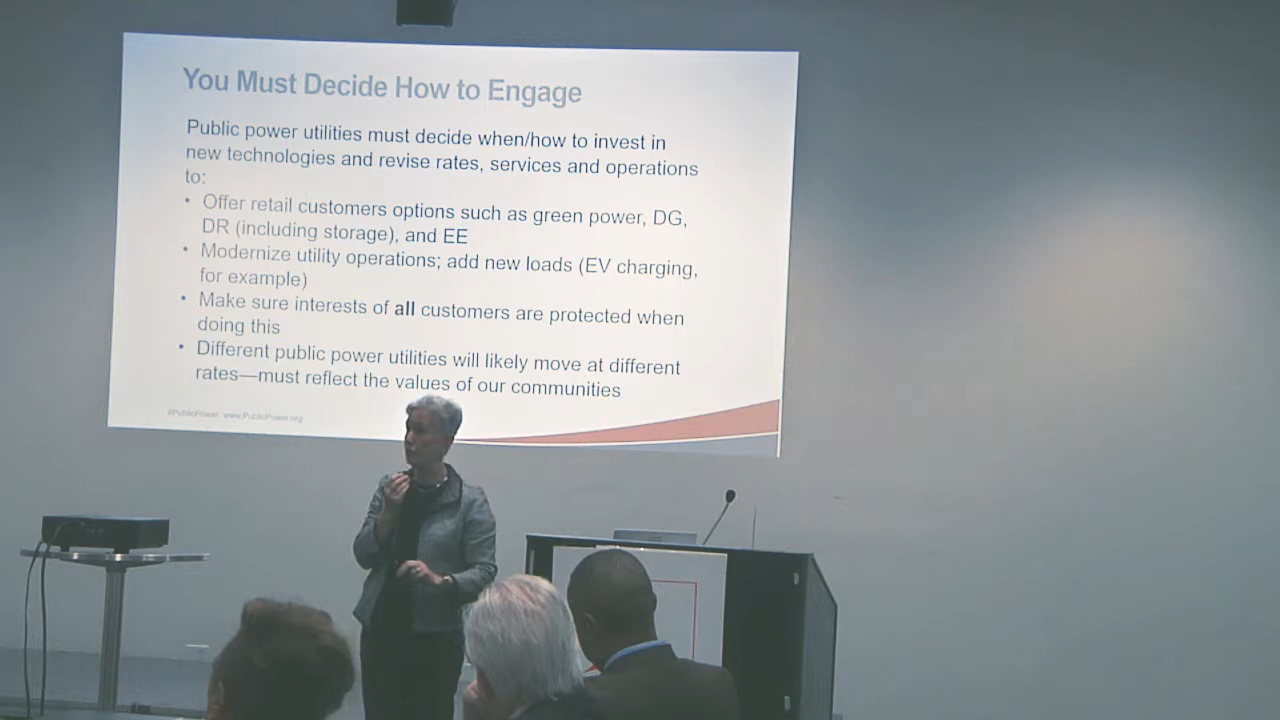 You Must Decide How to Engage
Public power utilities must decide when/how to invest in
new technologies and revise rates, services and operations
to:
• Offer retail customers options such as green power, DG,
DR (including storage), and EE
• Modernize utility operations; add new loads (EV charging,
for example)
• Make sure interests of all customers are protected when
doing this
• Different public power utilities will likely move at different
rates—must reflect the values of our communities
#PublicPower www.PublicPower.org